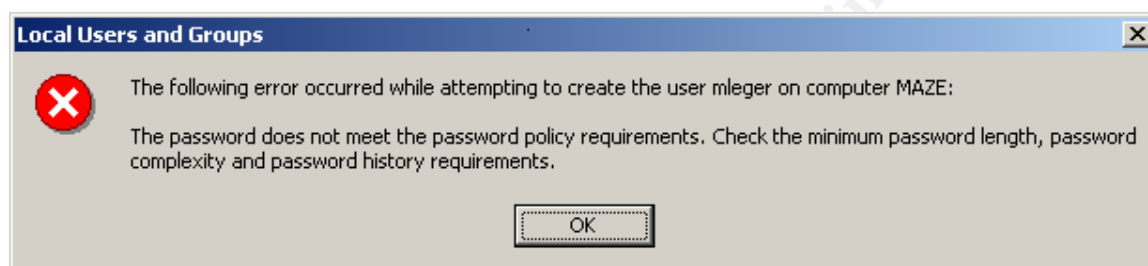 Local Users and Groups
The following error occurred while attempting to create the user mleger on computer MAZE:
The password does not meet the password policy requirements. Check the minimum password length, password
complexity and password history requirements.
OK